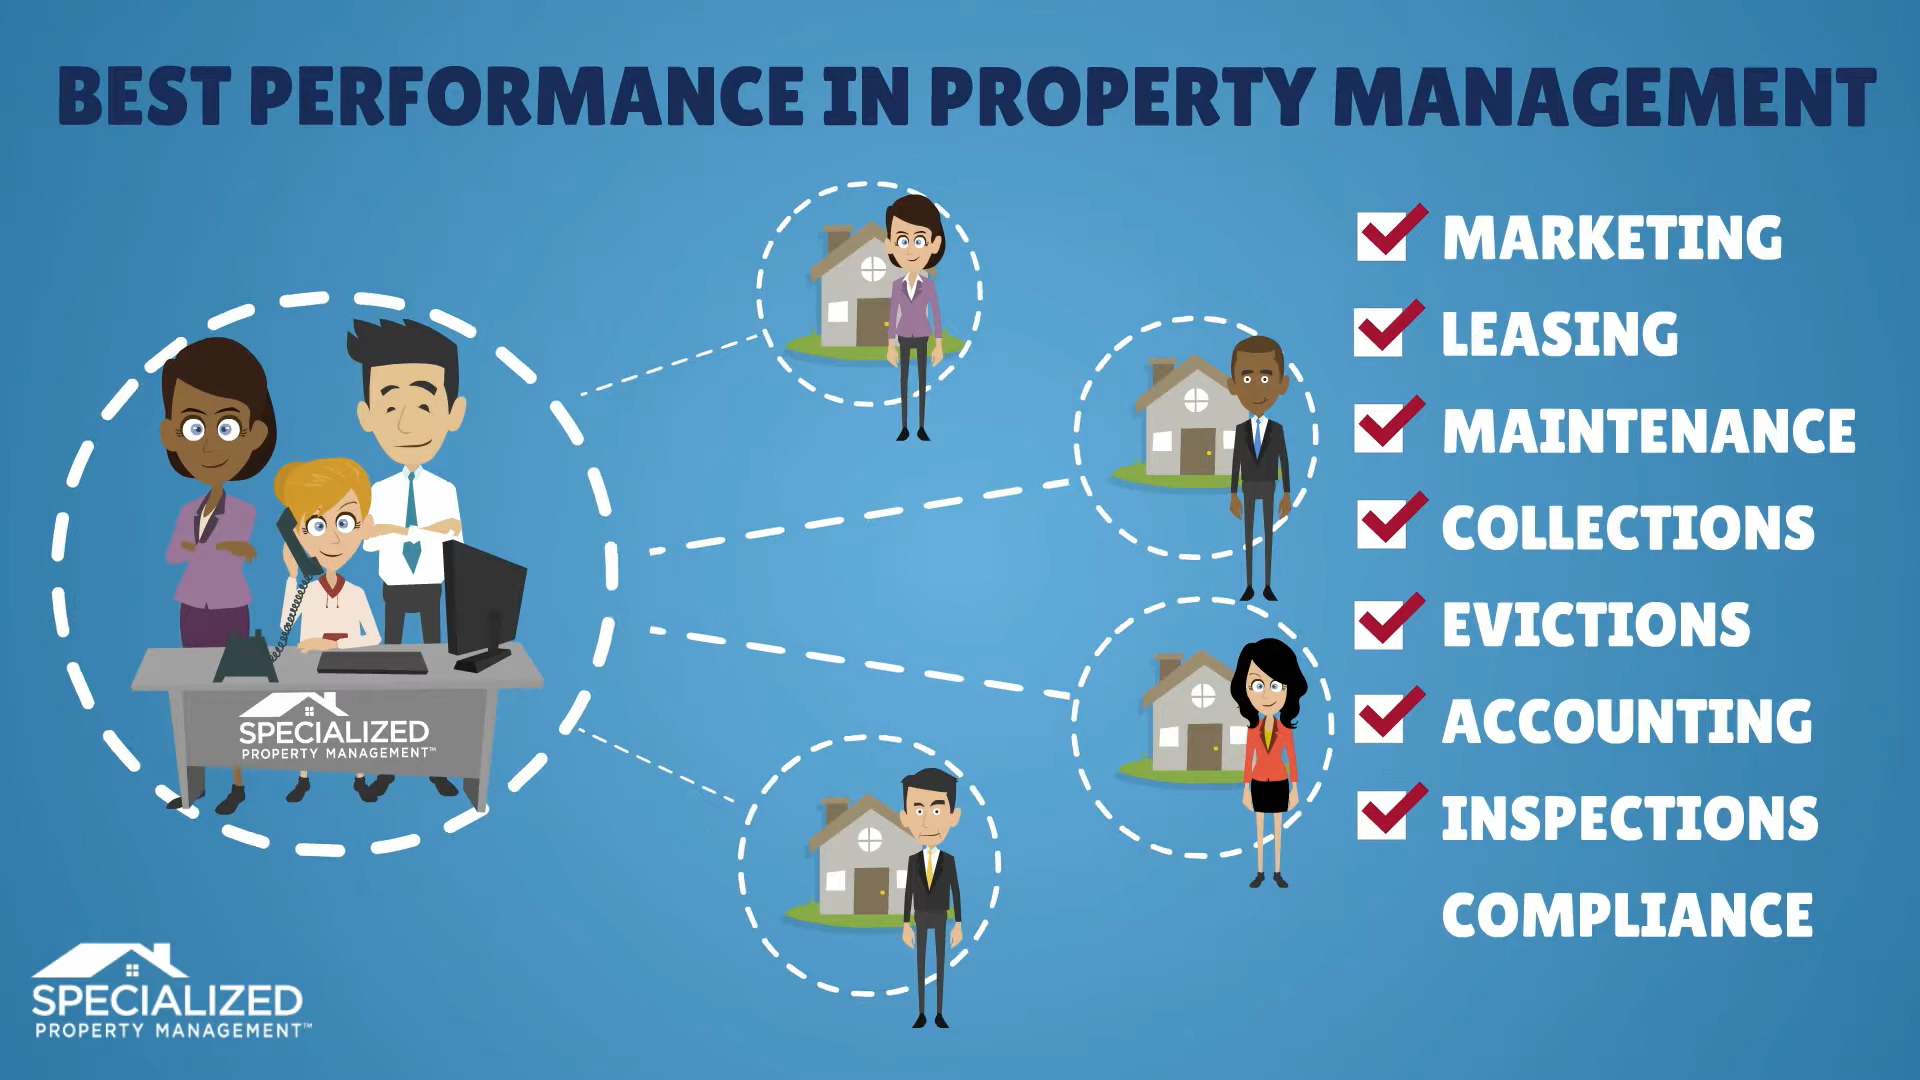 BEST PERFORMANCE IN PROPERTY MANAGEMENT
MARKETING
LEASING
MAINTENANCE
COLLECTIONS
EVICTIONS
ACCOUNTING
INSPECTIONS
COMPLIANCE
SPECIALIZED
PROPERTY MANAGEMENT™
SPECIALIZED
PROPERTY MANAGEMENT™